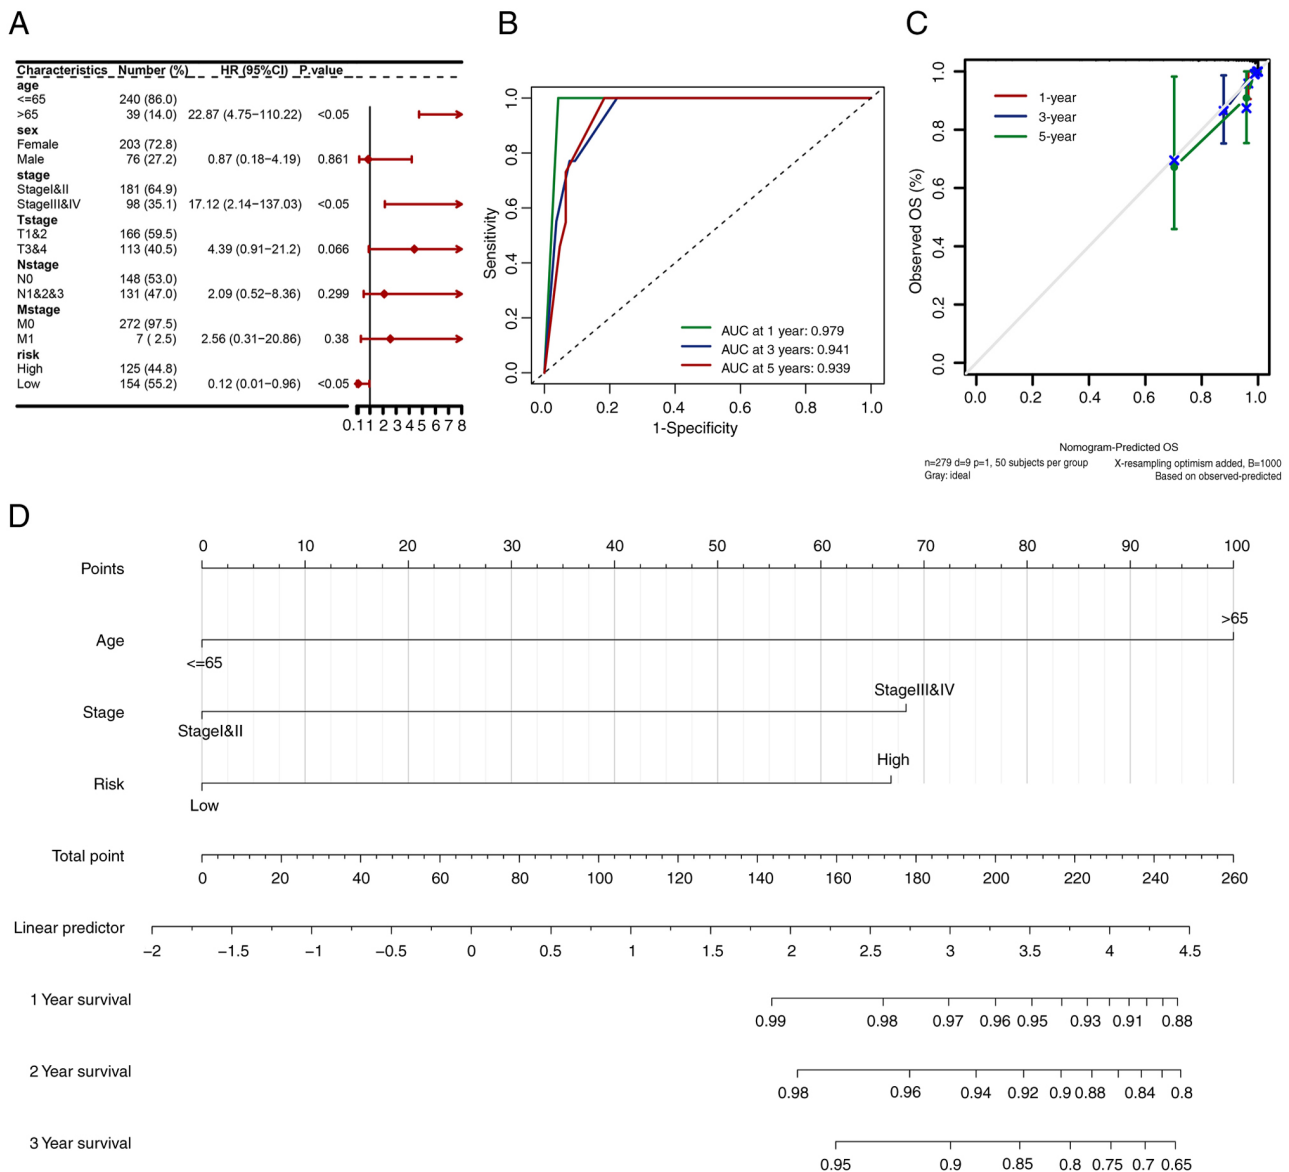 A
Characteristics Number (%) HR (95%CI) P.value
age
<=65 240 (86.0)
>65 39 (14.0) 22.87 (4.75−110.22) <0.05
sex
Female 203 (72.8)
Male 76 (27.2) 0.87 (0.18−4.19) 0.861
stage
StageI&II 181 (64.9)
StageIII&IV 98 (35.1) 17.12 (2.14−137.03) <0.05
Tstage
T1&2 166 (59.5)
T3&4 113 (40.5) 4.39 (0.91−21.2) 0.066
Nstage
N0 148 (53.0)
N1&2&3 131 (47.0) 2.09 (0.52−8.36) 0.299
Mstage
M0 272 (97.5)
M1 7 ( 2.5) 2.56 (0.31−20.86) 0.38
risk
High 125 (44.8)
Low 154 (55.2) 0.12 (0.01−0.96) <0.05
0.1 1 2 3 4 5 6 7 8
B
Sensitivity
1.0
0.8
0.6
0.4
0.2
0.0
AUC at 1 year: 0.979
AUC at 3 years: 0.941
AUC at 5 years: 0.939
0.0 0.2 0.4 0.6 0.8 1.0
1-Specificity
C
Observed OS (%)
1.0
0.8
0.6
0.4
0.2
0.0
1-year
3-year
5-year
0.0 0.2 0.4 0.6 0.8 1.0
Nomogram-Predicted OS
n=279 d=9 p=1, 50 subjects per group X-resampling optimism added, B=1000
Gray: ideal Based on observed-predicted
D
0 10 20 30 40 50 60 70 80 90 100
Points
>65
Age
<=65
StageIII&IV
Stage
StageI&II
High
Risk
Low
Total point
0 20 40 60 80 100 120 140 160 180 200 220 240 260
Linear predictor
−2 −1.5 −1 −0.5 0 0.5 1 1.5 2 2.5 3 3.5 4 4.5
1 Year survival
0.99 0.98 0.97 0.96 0.95 0.93 0.91 0.88
2 Year survival
0.98 0.96 0.94 0.92 0.9 0.88 0.84 0.8
3 Year survival
0.95 0.9 0.85 0.8 0.75 0.7 0.65